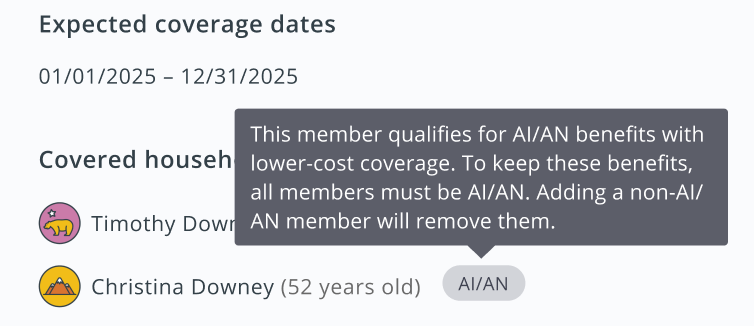 Expected coverage dates
01/01/2025 – 12/31/2025
This member qualifies for AI/AN benefits with
lower-cost coverage. To keep these benefits,
all members must be AI/AN. Adding a non-AI/
AN member will remove them.
Covered
Timothy
Christina Downey (52 years old)
AI/AN